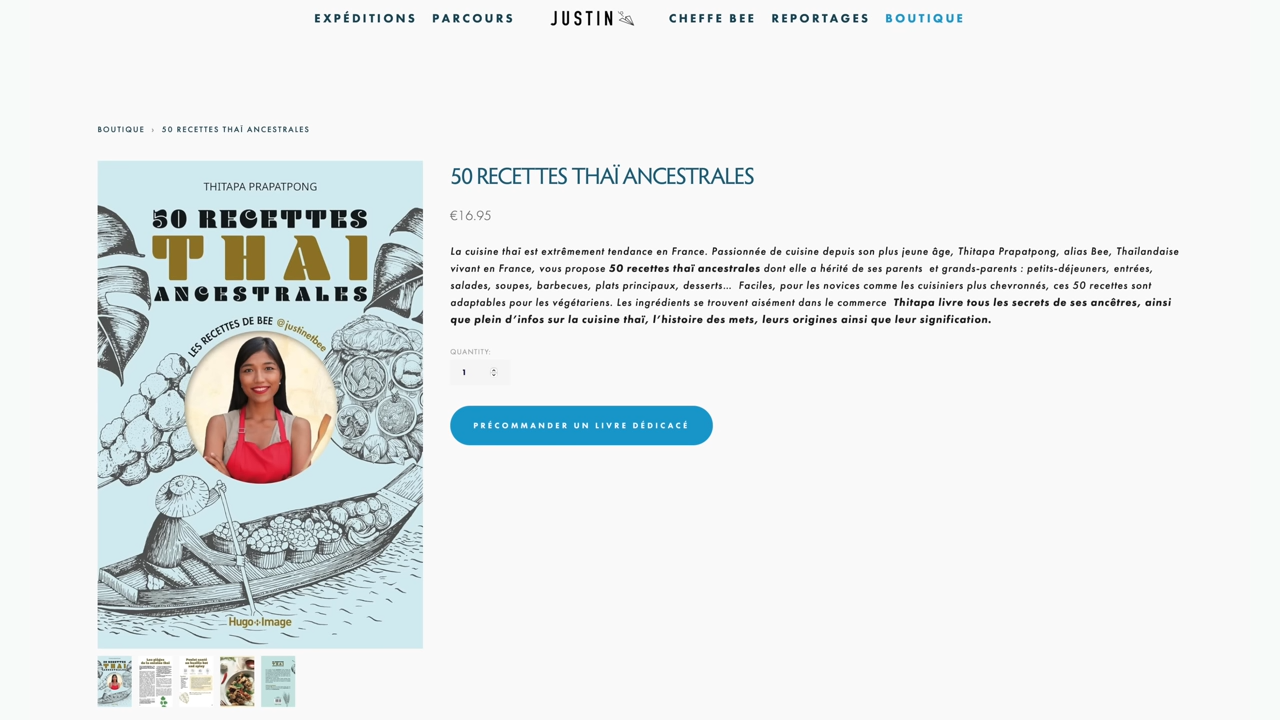 EXPÉDITIONS PARCOURS JUSTIN CHEFFE BEE REPORTAGES BOUTIQUE
BOUTIQUE › 50 RECETTES THAÏ ANCESTRALES
THITAPA PRAPATPONG
50 RECETTES
THAI
ANCESTRALES
LES RECETTES DE BEE @justinetbee
Hugo Image
50 RECETTES THAÏ ANCESTRALES
€16.95
La cuisine thaï est extrêmement tendance en France. Passionnée de cuisine depuis son plus jeune âge, Thitapa Prapatpong, alias Bee, Thaïlandaise
vivant en France, vous propose 50 recettes thaï ancestrales dont elle a hérité de ses parents et grands-parents : petits-déjeuners, entrées,
salades, soupes, barbecues, plats principaux, desserts... Faciles, pour les novices comme les cuisiniers plus chevronnés, ces 50 recettes sont
adaptables pour les végétariens. Les ingrédients se trouvent aisément dans le commerce Thitapa livre tous les secrets de ses ancêtres, ainsi
que plein d'infos sur la cuisine thaï, l'histoire des mets, leurs origines ainsi que leur signification.
QUANTITY:
1
PRÉCOMMANDER UN LIVRE DÉDICACÉ